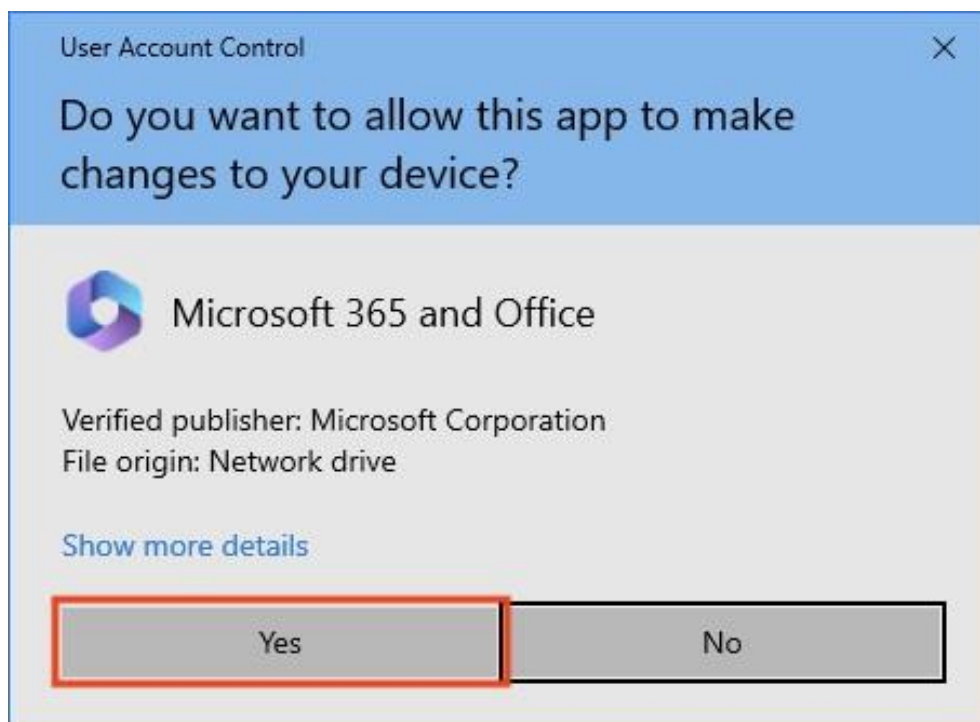 User Account Control
Do you want to allow this app to make
changes to your device?
Microsoft 365 and Office
Verified publisher: Microsoft Corporation
File origin: Network drive
Show more details
Yes
No